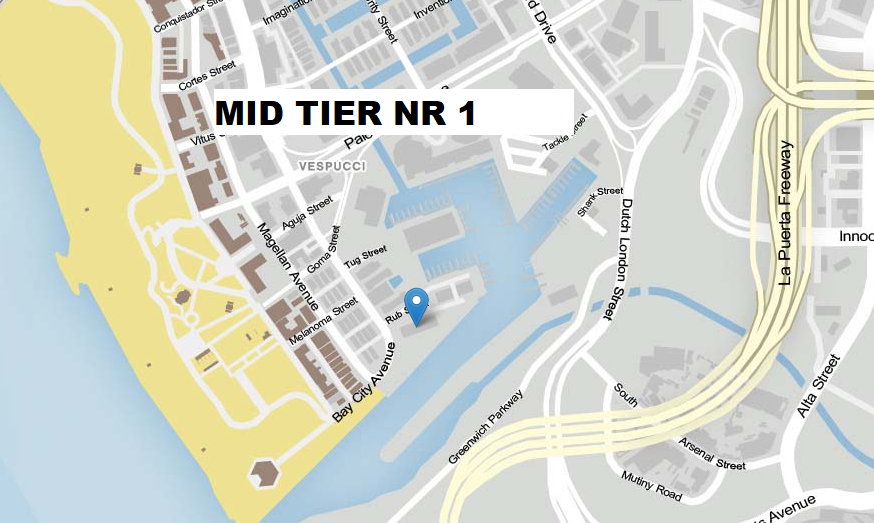 Conquistador Str
Imagination
Invention
Cortes Street
d Drive
MID TIER NR 1
Vitus
Tackle Street
VESPUCCI
Shank Street
Aguja Street
Dutch London Street
La Puerta Freeway
Magellan Avenue
Goma Street
Innoc
Tug Street
Melanoma Street
Rub S
Bay City Avenue
South
Alta Street
Greenwich Parkway
Arsenal Street
Mutiny Road
s Avenue